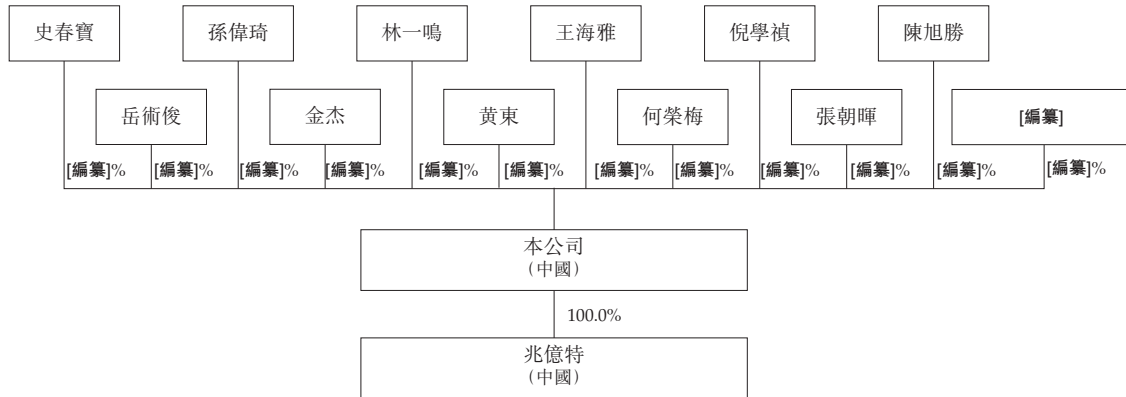 史春寶
孫偉琦
林一鳴
王海雅
倪學禎
陳旭勝
岳術俊
金杰
黄東
何榮梅
張朝暉
[編纂]
[編纂]%
[編纂]%
[編纂]%
[編纂]%
[編纂]%
[編纂]%
[編纂]%
[編纂]%
[編纂]%
[編纂]%
[編纂]%
[編纂]%
本公司
（中國）
100.0%
兆億特
（中國）